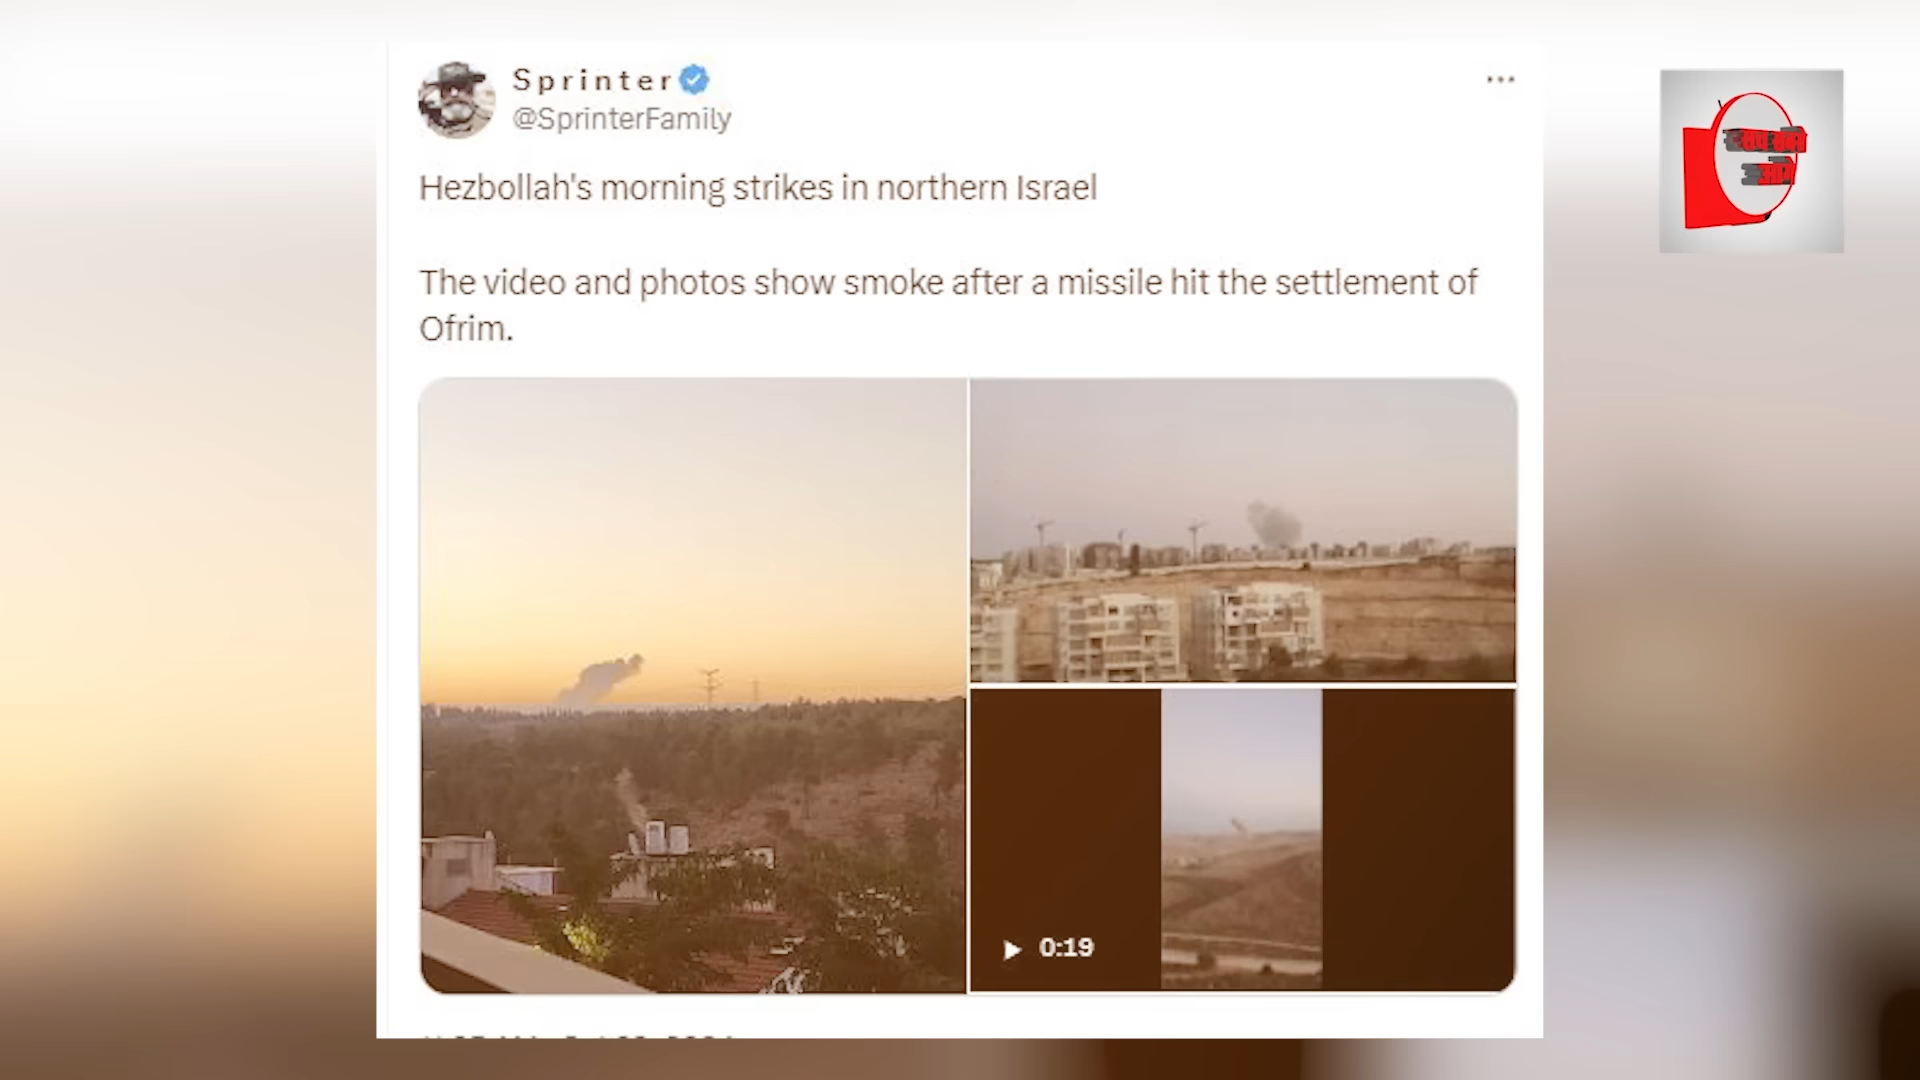 Sprinter
@SprinterFamily
Hezbollah's morning strikes in northern Israel
The video and photos show smoke after a missile hit the settlement of
Ofrim.
0:19